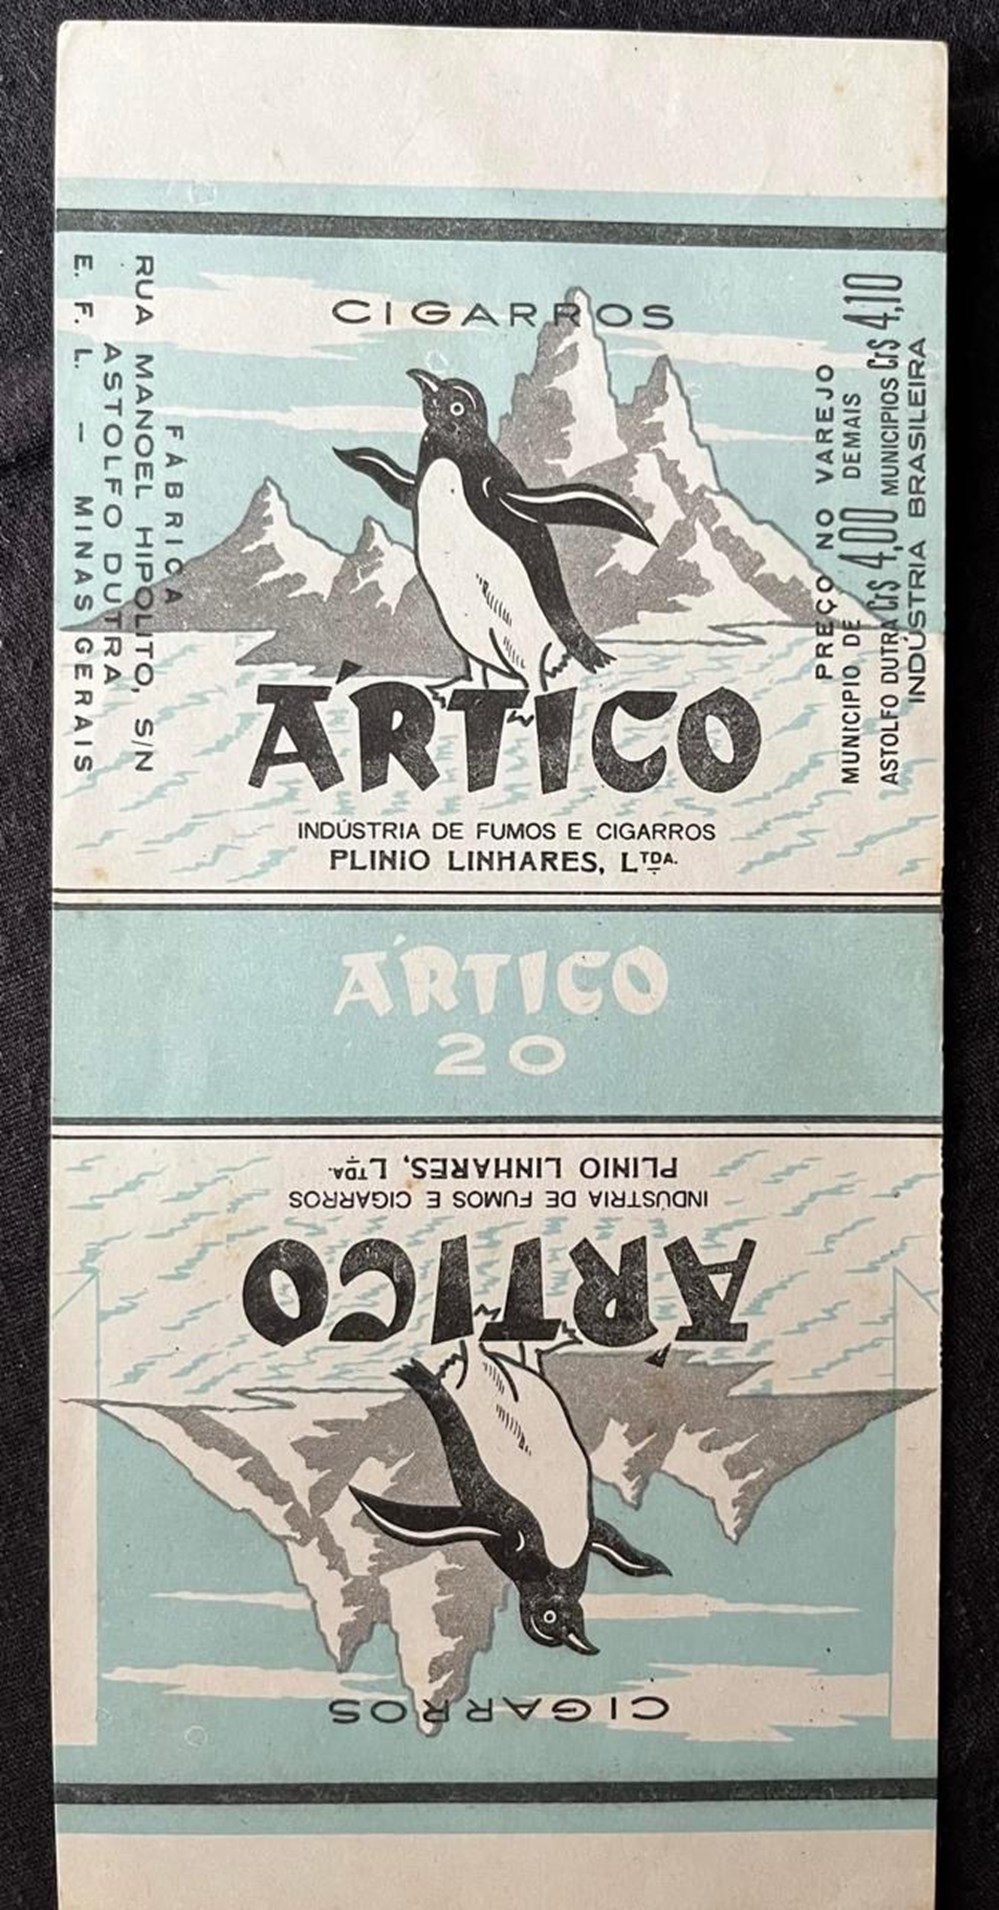 CIGARROS
ÁRTICO
INDÚSTRIA DE FUMOS E CIGARROS
PLINIO LINHARES, LTDA.
FÁBRICA
RUA MANOEL HIPÓLITO, S/N
ASTOLFO DUTRA
E. F. L. — MINAS GERAIS
PREÇO NO VAREJO
MUNICIPIO DE DEMAIS
ASTOLFO DUTRA Cr$ 4,00 MUNICIPIOS Cr$ 4,10
INDÚSTRIA BRASILEIRA
ÁRTICO
20
CIGARROS
ÁRTICO
INDÚSTRIA DE FUMOS E CIGARROS
PLINIO LINHARES, LTDA.